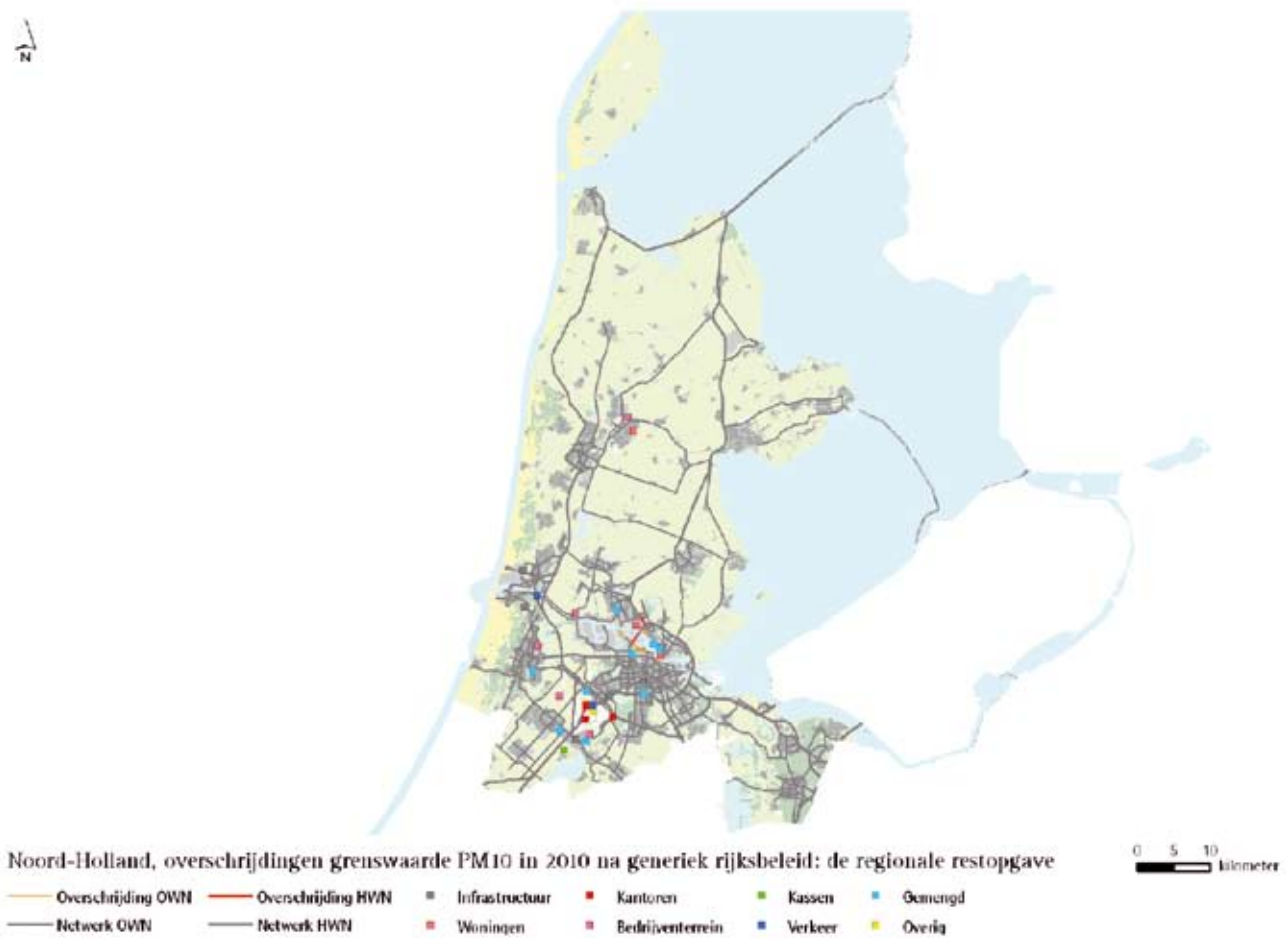 N
Noord-Holland, overschrijdingen grenswaarde PM10 in 2010 na generiek rijksbeleid: de regionale restopgave
0 5 10
kilometer
Overschrijding OWN Overschrijding HWN Infrastructuur Kantoren Kassen Gemengd
Netwerk OWN Netwerk HWN Woningen Bedrijventerrein Verkeer Overig